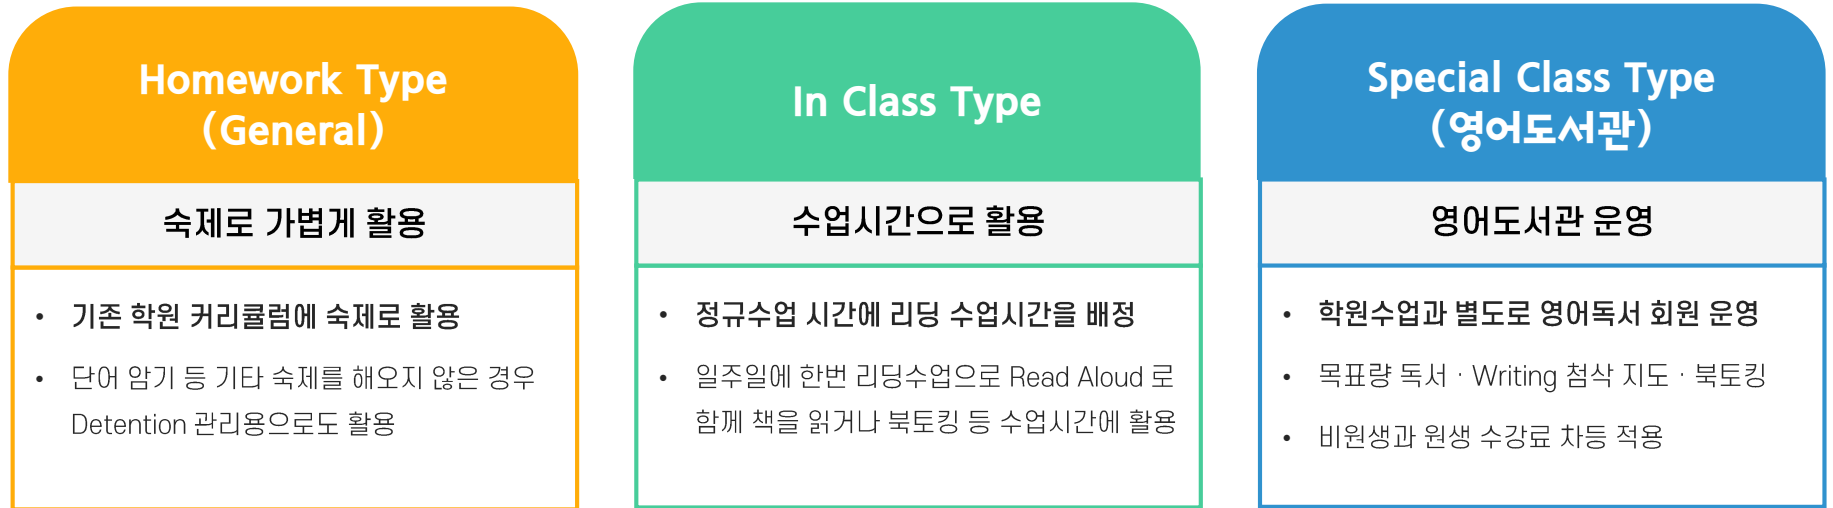 Homework Type
(General)
숙제로 가볍게 활용
• 기존 학원 커리큘럼에 숙제로 활용
• 단어 암기 등 기타 숙제를 해오지 않은 경우
Detention 관리용으로도 활용
In Class Type
수업시간으로 활용
• 정규수업 시간에 리딩 수업시간을 배정
• 일주일에 한번 리딩수업으로 Read Aloud 로
함께 책을 읽거나 북토킹 등 수업시간에 활용
Special Class Type
(영어도서관)
영어도서관 운영
• 학원수업과 별도로 영어독서 회원 운영
• 목표량 독서 · Writing 첨삭 지도 · 북토킹
• 비원생과 원생 수강료 차등 적용